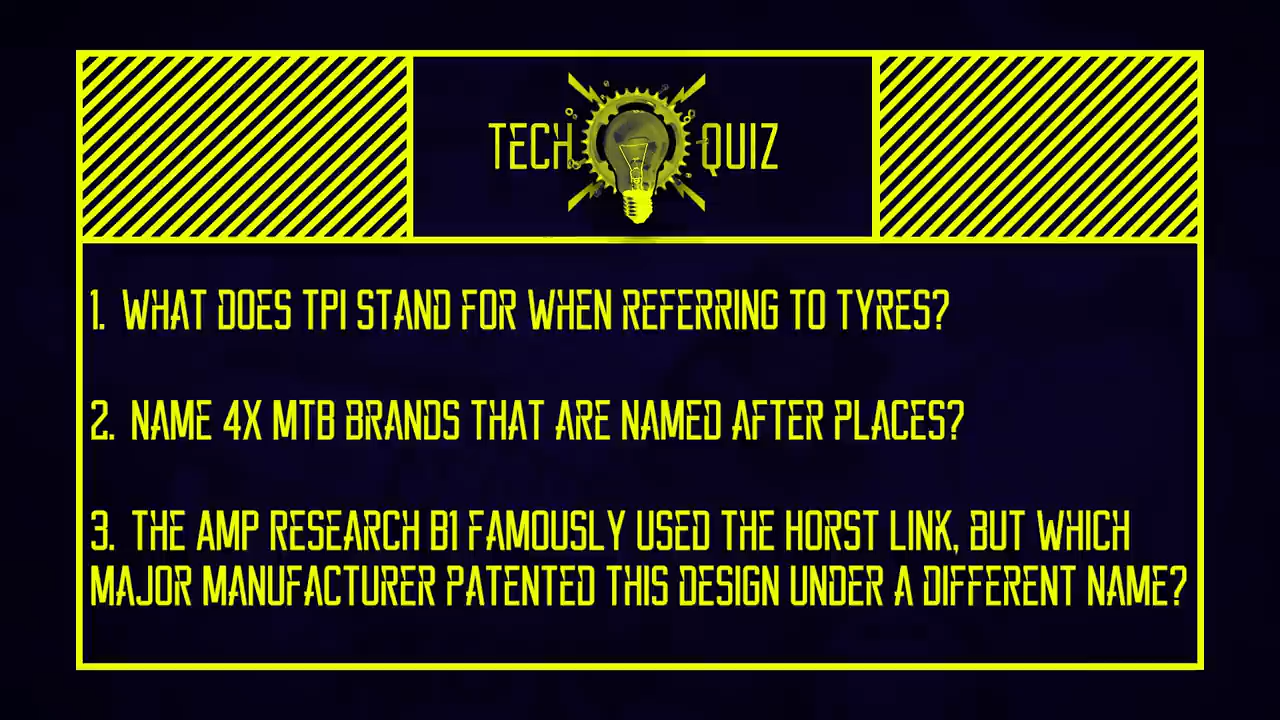 TECH QUIZ
1. WHAT DOES TPI STAND FOR WHEN REFERRING TO TYRES?
2. NAME 4X MTB BRANDS THAT ARE NAMED AFTER PLACES?
3. THE AMP RESEARCH B1 FAMOUSLY USED THE HORST LINK, BUT WHICH
MAJOR MANUFACTURER PATENTED THIS DESIGN UNDER A DIFFERENT NAME?